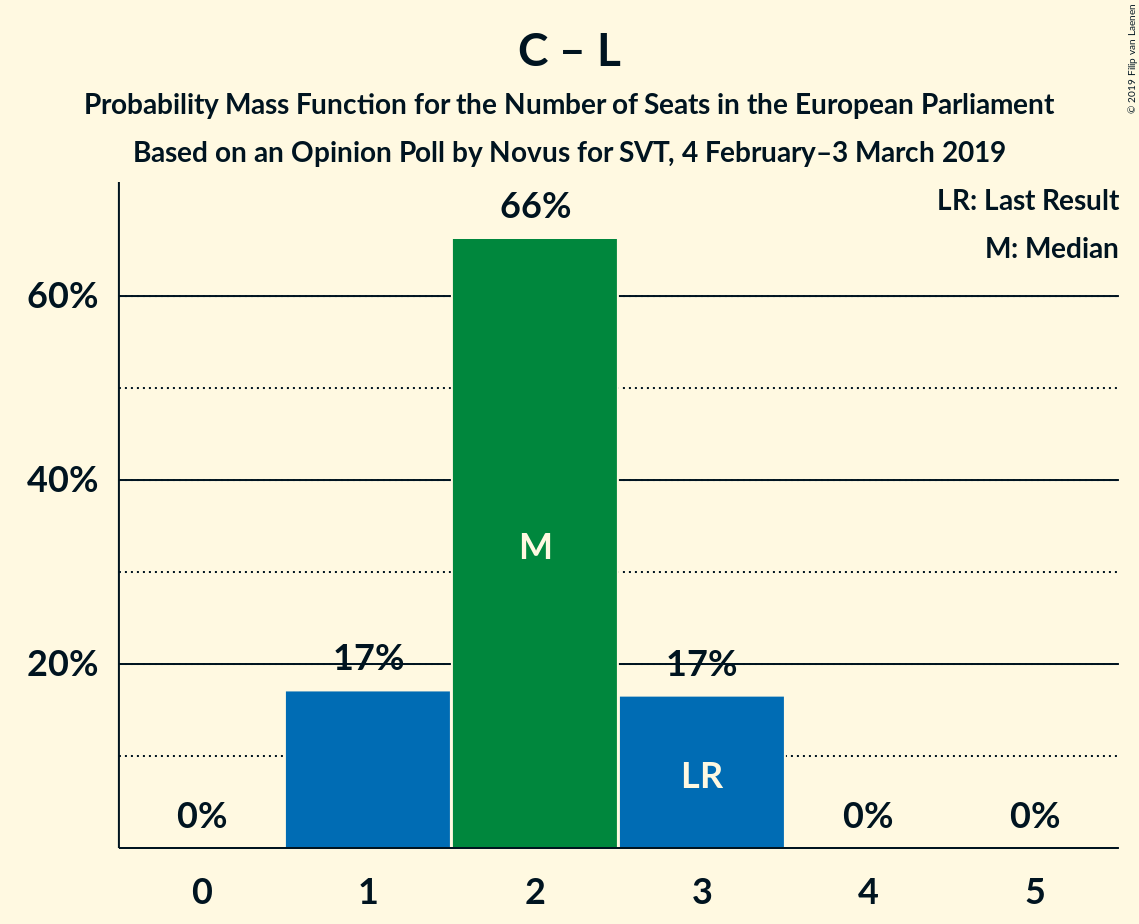 C – L
Probability Mass Function for the Number of Seats in the European Parliament
Based on an Opinion Poll by Novus for SVT, 4 February–3 March 2019
© 2019 Filip van Laenen
LR: Last Result
M: Median
66%
60%
40%
M
20%
17%
17%
LR
0%
0%
0%
0
1
2
3
4
5